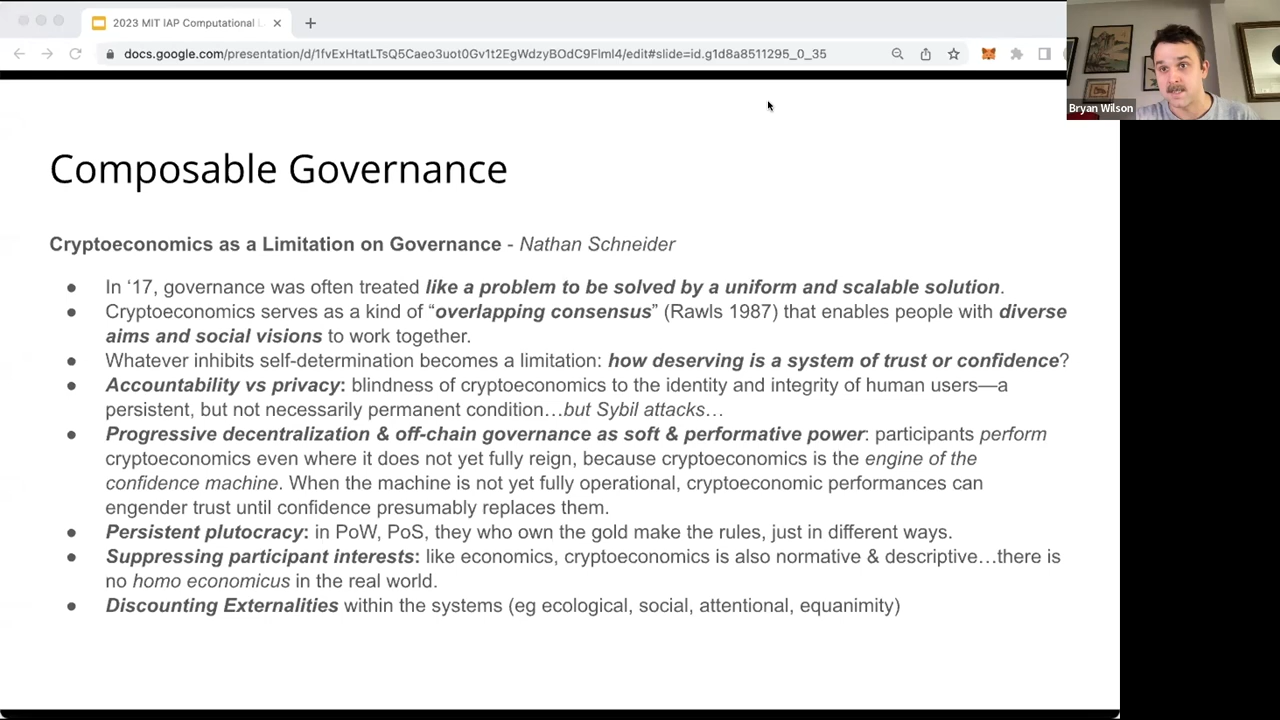 2023 MIT IAP Computational L
docs.google.com/presentation/d/1fvExHtatLTsQ5Caeo3uot0Gv1t2EgWdzyBOdC9Flml4/edit#slide=id.g1d8a8511295_0_35
Bryan Wilson
Composable Governance
Cryptoeconomics as a Limitation on Governance - Nathan Schneider
● In ‘17, governance was often treated like a problem to be solved by a uniform and scalable solution.
● Cryptoeconomics serves as a kind of “overlapping consensus” (Rawls 1987) that enables people with diverse
aims and social visions to work together.
● Whatever inhibits self-determination becomes a limitation: how deserving is a system of trust or confidence?
● Accountability vs privacy: blindness of cryptoeconomics to the identity and integrity of human users—a
persistent, but not necessarily permanent condition…but Sybil attacks…
● Progressive decentralization & off-chain governance as soft & performative power: participants perform
cryptoeconomics even where it does not yet fully reign, because cryptoeconomics is the engine of the
confidence machine. When the machine is not yet fully operational, cryptoeconomic performances can
engender trust until confidence presumably replaces them.
● Persistent plutocracy: in PoW, PoS, they who own the gold make the rules, just in different ways.
● Suppressing participant interests: like economics, cryptoeconomics is also normative & descriptive…there is
no homo economicus in the real world.
● Discounting Externalities within the systems (eg ecological, social, attentional, equanimity)